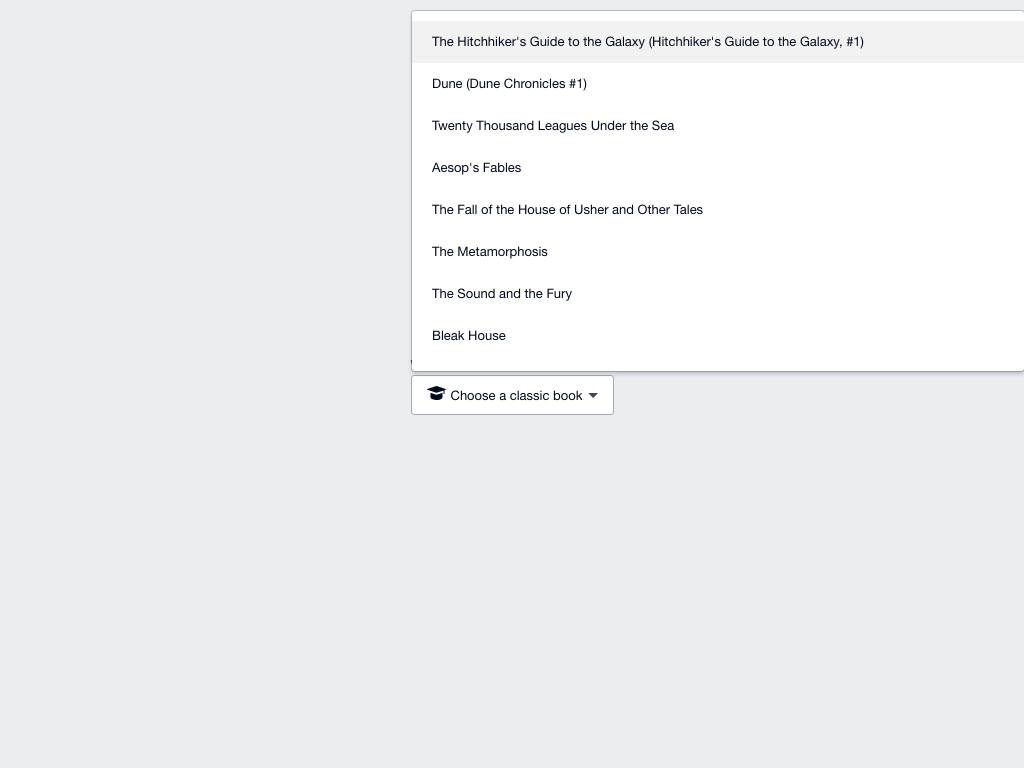 The Hitchhiker's Guide to the Galaxy (Hitchhiker's Guide to the Galaxy, #1)
Dune (Dune Chronicles #1)
Twenty Thousand Leagues Under the Sea
Aesop's Fables
The Fall of the House of Usher and Other Tales
The Metamorphosis
The Sound and the Fury
Bleak House
Choose a classic book